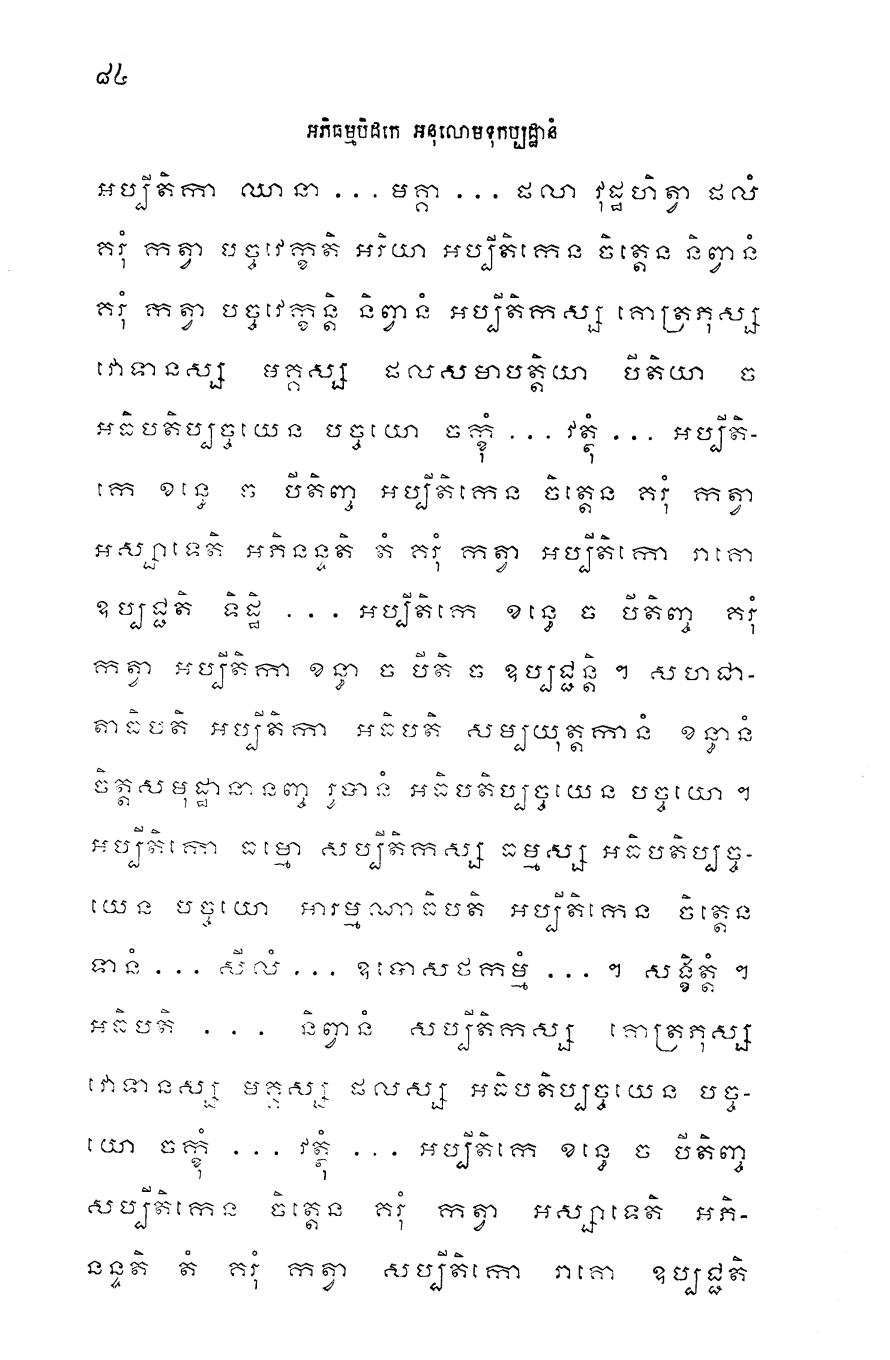 ៨៤
អភិធម្មបិដកេ អនុលោមទុកប្បដ្ឋានំ
អប្បីតិកា ឈានា ... មគ្គា ... ផលា វុដ្ឋហិត្វា ផលំ
គរុំ កត្វា បច្ចវេក្ខតិ អរិយា អប្បីតិកេន ចិត្តេន និព្វានំ
គរុំ កត្វា បច្ចវេក្ខន្តិ និព្វានំ អប្បីតិកស្ស គោត្រភុស្ស
វោទានស្ស មគ្គស្ស ផលសមាបត្តិយា បីតិយា ច
អធិបតិប្បច្ចយេន បច្ចយោ ចក្ខុំ ... វត្ថុំ ... អប្បីតិ-
កេ ខន្ធេ ច បីតិញ្ច អប្បីតិកេន ចិត្តេន គរុំ កត្វា
អស្សាទេតិ អភិនន្ទតិ តំ គរុំ កត្វា អប្បីតិកោ រាគោ
ឧប្បជ្ជតិ ទិដ្ឋិ ... អប្បីតិកេ ខន្ធេ ច បីតិញ្ច គរុំ
កត្វា អប្បីតិកា ខន្ធា ច បីតិ ច ឧប្បជ្ជន្តិ ។ សហជា-
តាធិបតិ អប្បីតិកា អធិបតិ សម្បយុត្តកានំ ខន្ធានំ
ចិត្តសមុដ្ឋានានញ្ច រូបានំ អធិបតិប្បច្ចយេន បច្ចយោ ។
អប្បីតិកោ ធម្មោ សប្បីតិកស្ស ធម្មស្ស អធិបតិប្បច្ច-
យេន បច្ចយោ អារម្មណាធិបតិ អប្បីតិកេន ចិត្តេន
ទានំ ... សីលំ ... ឧបោសថកម្មំ ... ។ សង្ខិត្តំ ។
អធិបតិ ... និព្វានំ សប្បីតិកស្ស គោត្រភុស្ស
វោទានស្ស មគ្គស្ស ផលស្ស អធិបតិប្បច្ចយេន បច្ច-
យោ ចក្ខុំ ... វត្ថុំ ... អប្បីតិកេ ខន្ធេ ច បីតិញ្ច
សប្បីតិកេន ចិត្តេន គរុំ កត្វា អស្សាទេតិ អភិ-
នន្ទតិ តំ គរុំ កត្វា សប្បីតិកោ រាគោ ឧប្បជ្ជតិ